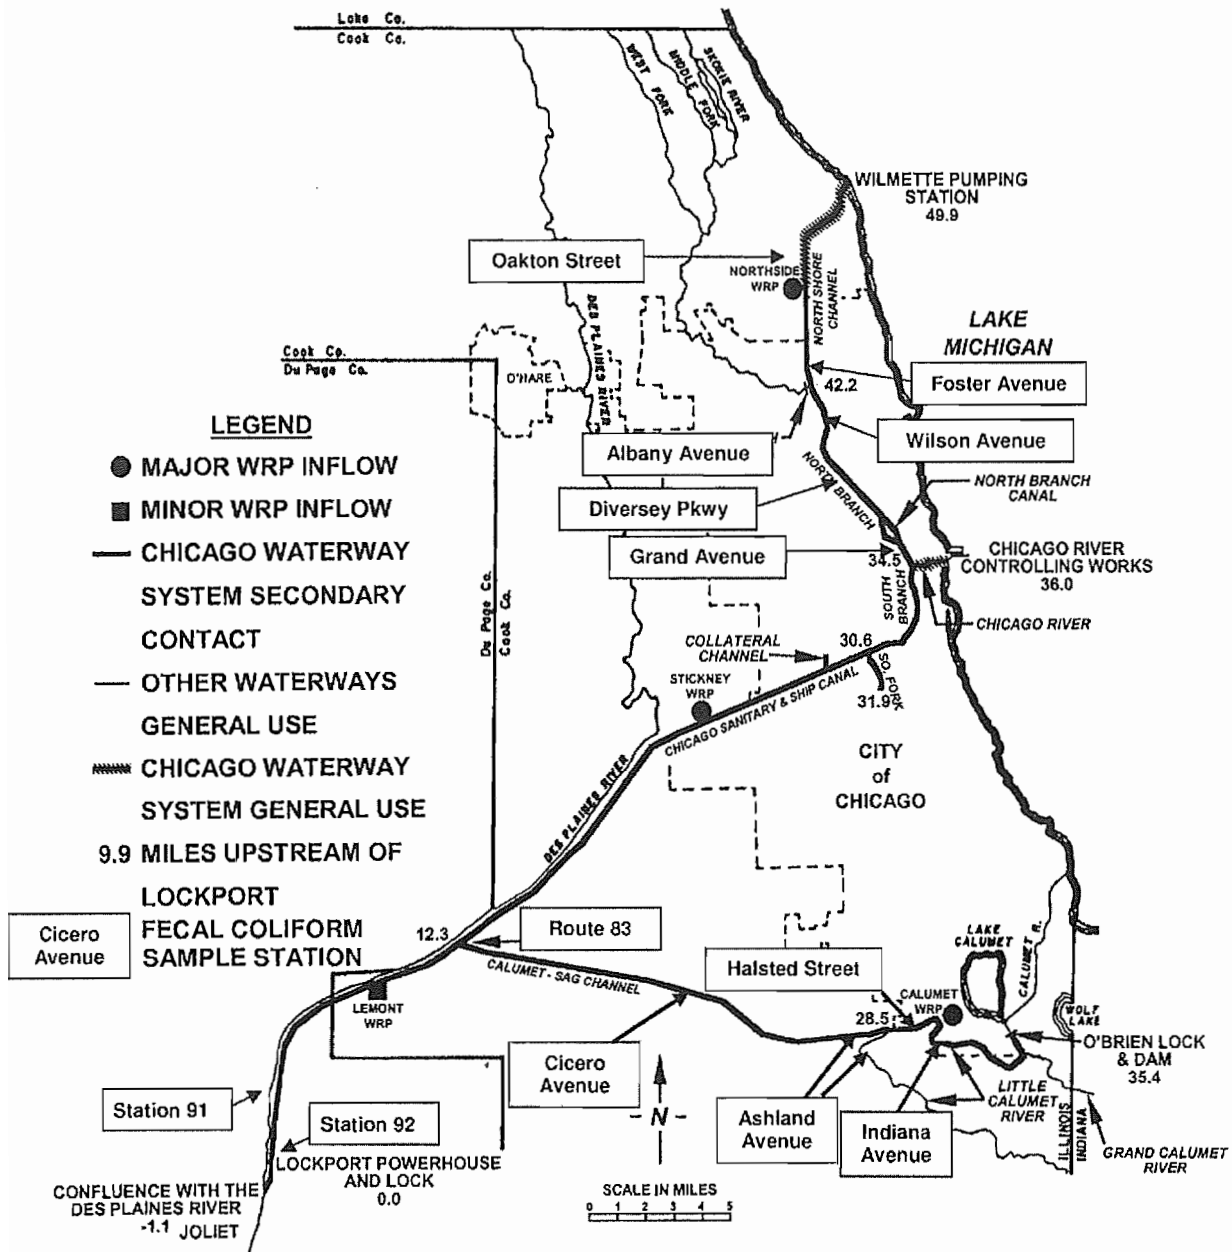 Lake Co.
Cook Co.
WEST FORK
MIDDLE FORK
SKOKIE RIVER
WILMETTE PUMPING
STATION
49.9
Oakton Street
NORTHSIDE
WRP
NORTH SHORE
CHANNEL
DES PLAINES RIVER
LAKE
MICHIGAN
Cook Co.
Du Page Co.
O'HARE
Foster Avenue
42.2
Wilson Avenue
Albany Avenue
NORTH BRANCH
NORTH BRANCH
CANAL
Diversey Pkwy
Grand Avenue
34.5
CHICAGO RIVER
CONTROLLING WORKS
36.0
SOUTH
BRANCH
CHICAGO RIVER
Du Page Co.
Cook Co.
COLLATERAL
CHANNEL
30.6
SO. FORK
31.9
STICKNEY
WRP
CHICAGO SANITARY & SHIP CANAL
CITY
of
CHICAGO
DES PLAINES RIVER
LEGEND
MAJOR WRP INFLOW
MINOR WRP INFLOW
CHICAGO WATERWAY
SYSTEM SECONDARY
CONTACT
OTHER WATERWAYS
GENERAL USE
CHICAGO WATERWAY
SYSTEM GENERAL USE
9.9 MILES UPSTREAM OF
LOCKPORT
Cicero
Avenue
FECAL COLIFORM
SAMPLE STATION
12.3
Route 83
CALUMET - SAG CHANNEL
LEMONT
WRP
Halsted Street
LAKE
CALUMET
CALUMET R.
CALUMET
WRP
28.5
WOLF
LAKE
O'BRIEN LOCK
& DAM
35.4
Cicero
Avenue
N
LITTLE
CALUMET
RIVER
Ashland
Avenue
Indiana
Avenue
ILLINOIS
INDIANA
GRAND CALUMET
RIVER
Station 91
Station 92
LOCKPORT POWERHOUSE
AND LOCK
0.0
CONFLUENCE WITH THE
DES PLAINES RIVER
-1.1 JOLIET
SCALE IN MILES
0 1 2 3 4 5